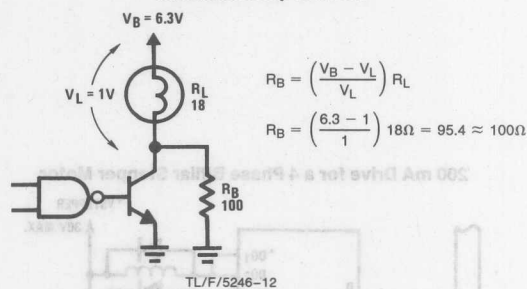 V_B = 6.3V
V_L = 1V
R_L
18
R_B = ((V_B − V_L) / V_L) R_L
R_B = ((6.3 − 1) / 1) 18Ω = 95.4 ≈ 100Ω
200 mA Drive for a 4 Phase Bifilar Stepper Motor
R_B
100
TL/F/5246–12